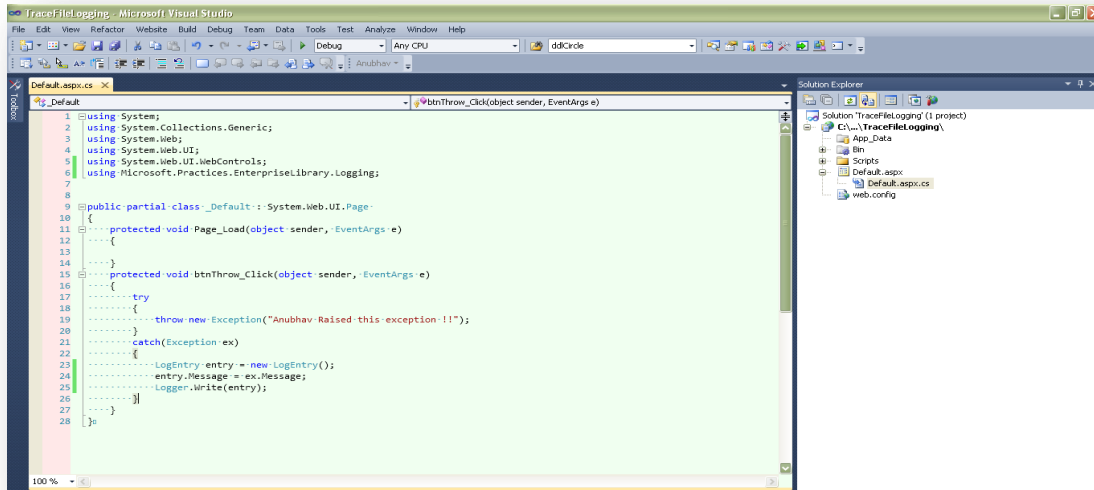 TraceFileLogging - Microsoft Visual Studio
File Edit View Refactor Website Build Debug Team Data Tools Test Analyze Window Help
Debug Any CPU ddlCircle
Anubhav
Toolbox
Default.aspx.cs
_Default btnThrow_Click(object sender, EventArgs e)
1 using System;
2 using System.Collections.Generic;
3 using System.Web;
4 using System.Web.UI;
5 using System.Web.UI.WebControls;
6 using Microsoft.Practices.EnterpriseLibrary.Logging;
7
8
9 public partial class _Default : System.Web.UI.Page
10 {
11 protected void Page_Load(object sender, EventArgs e)
12 {
13
14 }
15 protected void btnThrow_Click(object sender, EventArgs e)
16 {
17 try
18 {
19 throw new Exception("Anubhav Raised this exception !!");
20 }
21 catch(Exception ex)
22 {
23 LogEntry entry = new LogEntry();
24 entry.Message = ex.Message;
25 Logger.Write(entry);
26 }
27 }
28 }
100 %
Solution Explorer
Solution 'TraceFileLogging' (1 project)
C:\...\TraceFileLogging\
App_Data
Bin
Scripts
Default.aspx
Default.aspx.cs
web.config